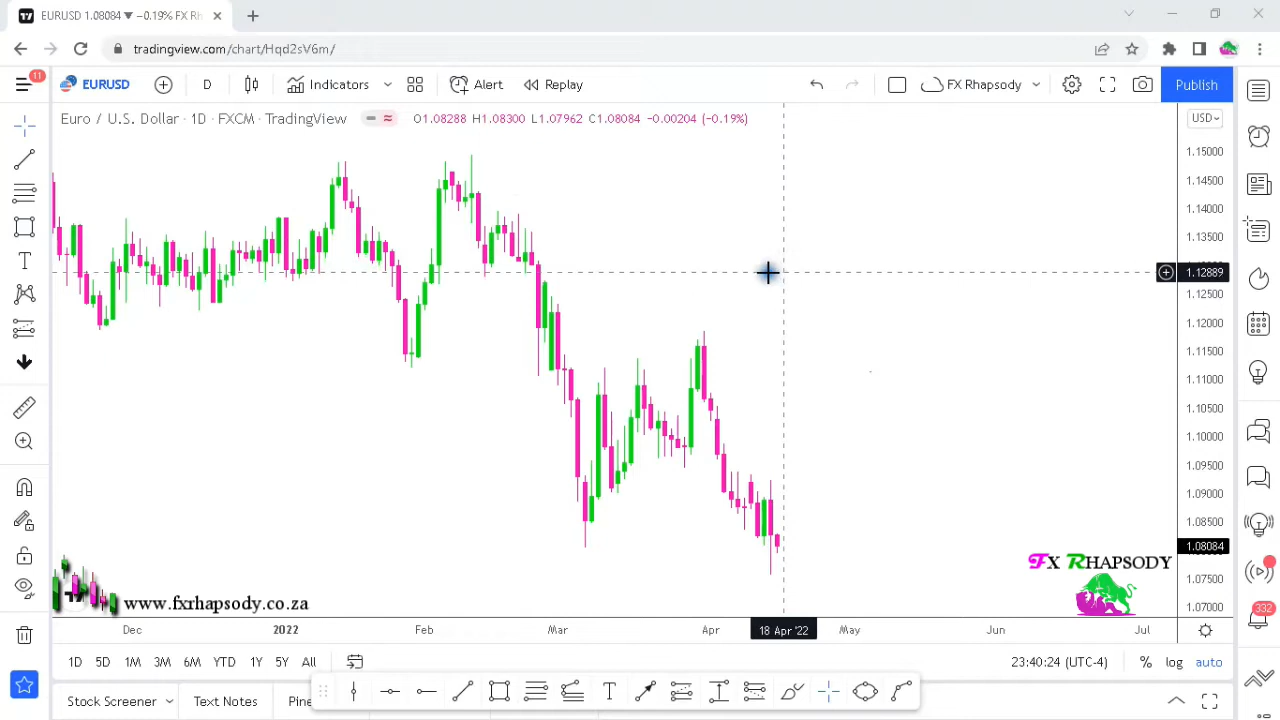 EURUSD 1.08084 ▼ −0.19% FX Rh
tradingview.com/chart/Hqd2sV6m/
11
EURUSD
D
Indicators
Alert
Replay
FX Rhapsody
Publish
Euro / U.S. Dollar · 1D · FXCM · TradingView
O1.08288 H1.08300 L1.07962 C1.08084 -0.00204 (-0.19%)
USD
1.15000
1.14500
1.14000
1.13500
1.12889
1.12500
1.12000
1.11500
1.11000
1.10500
1.10000
1.09500
1.09000
1.08500
1.08084
1.07500
1.07000
FX RHAPSODY
www.fxrhapsody.co.za
Dec
2022
Feb
Mar
Apr
18 Apr '22
May
Jun
Jul
1D
5D
1M
3M
6M
YTD
1Y
5Y
All
23:40:24 (UTC-4)
%
log
auto
332
Stock Screener
Text Notes
Pine
T
T